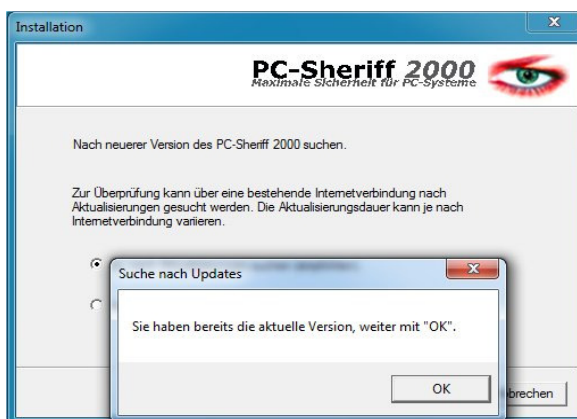 Installation
PC-Sheriff 2000
Maximale Sicherheit für PC-Systeme
Nach neuerer Version des PC-Sheriff 2000 suchen.
Zur Überprüfung kann über eine bestehende Internetverbindung nach
Aktualisierungen gesucht werden. Die Aktualisierungsdauer kann je nach
Internetverbindung variieren.
Suche nach Updates
Sie haben bereits die aktuelle Version, weiter mit "OK".
OK
brechen